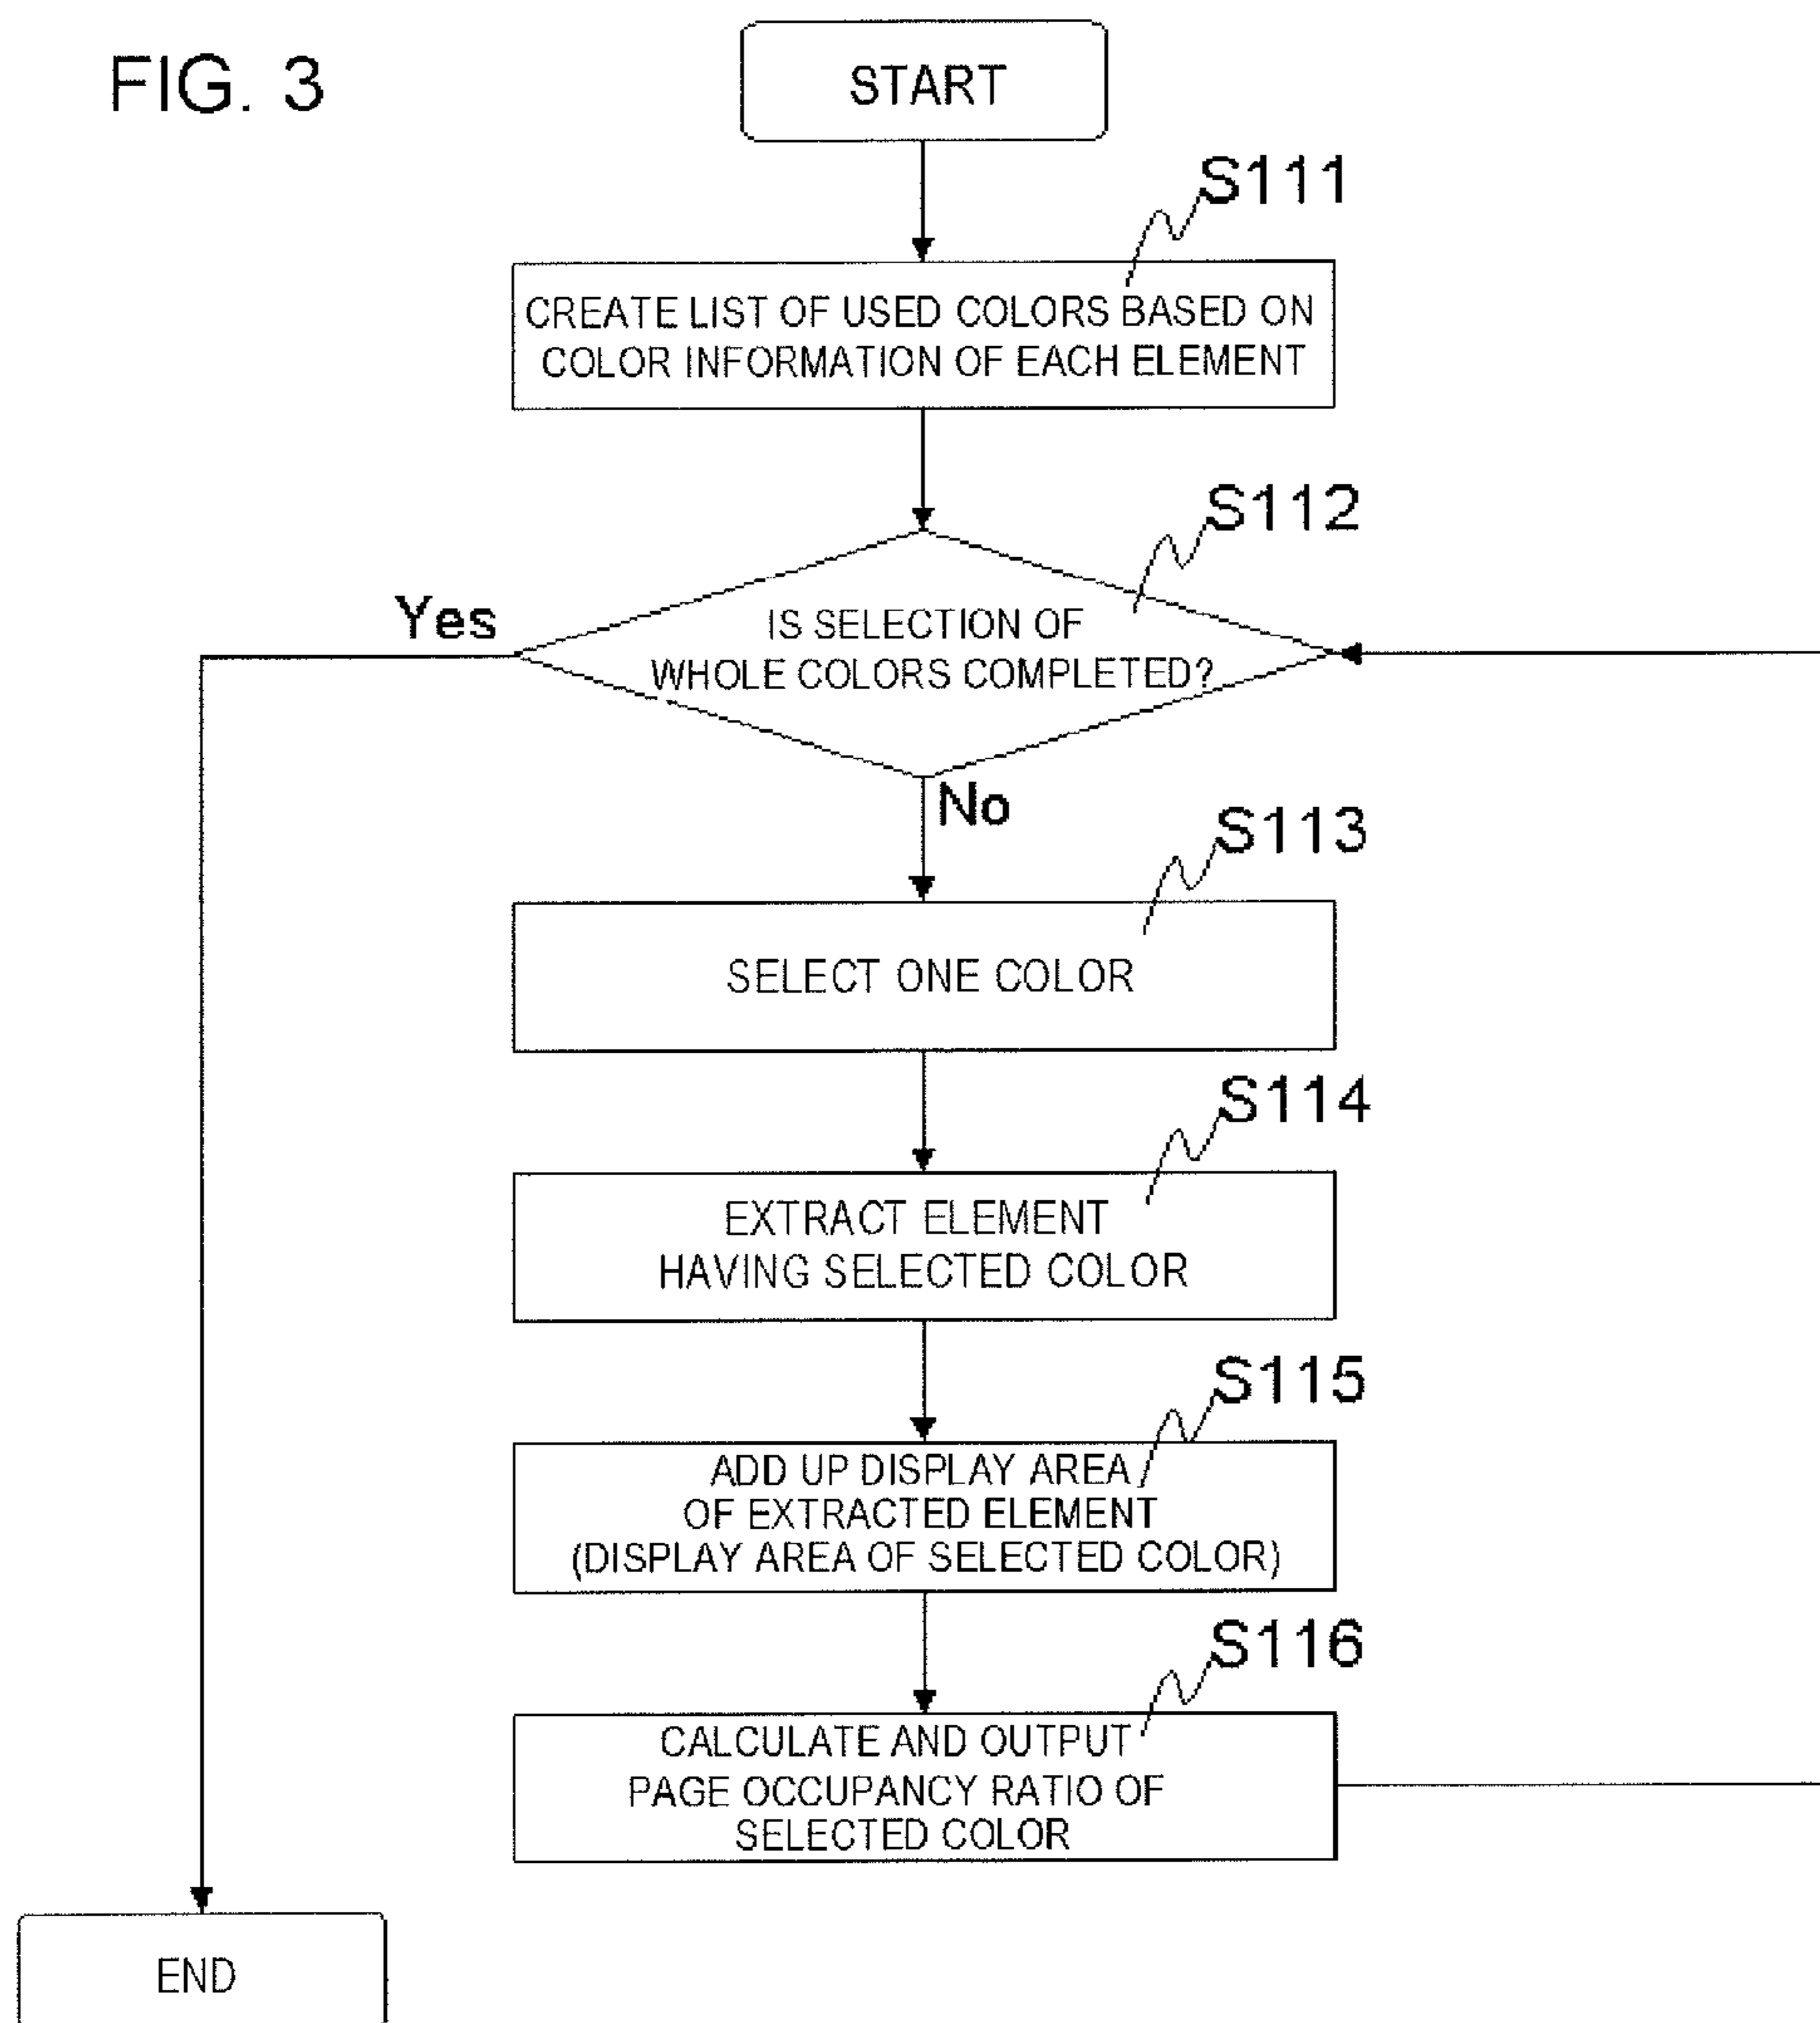 FIG. 3
START
S111
CREATE LIST OF USED COLORS BASED ON
COLOR INFORMATION OF EACH ELEMENT
S112
Yes
IS SELECTION OF
WHOLE COLORS COMPLETED?
No
S113
SELECT ONE COLOR
S114
EXTRACT ELEMENT
HAVING SELECTED COLOR
S115
ADD UP DISPLAY AREA
OF EXTRACTED ELEMENT
(DISPLAY AREA OF SELECTED COLOR)
S116
CALCULATE AND OUTPUT
PAGE OCCUPANCY RATIO OF
SELECTED COLOR
END